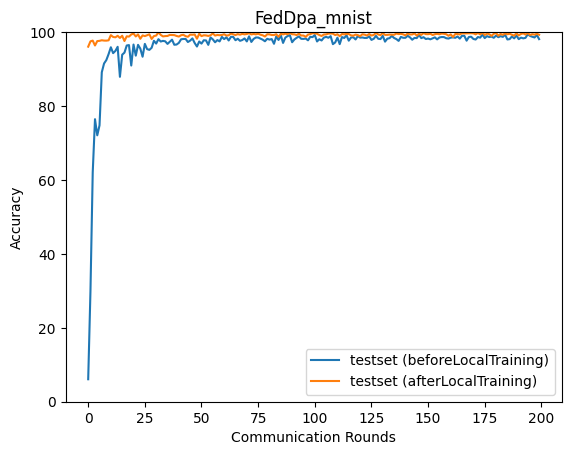 FedDpa_mnist
100
80
60
40
20
0
Accuracy
testset (beforeLocalTraining)
testset (afterLocalTraining)
0 25 50 75 100 125 150 175 200
Communication Rounds